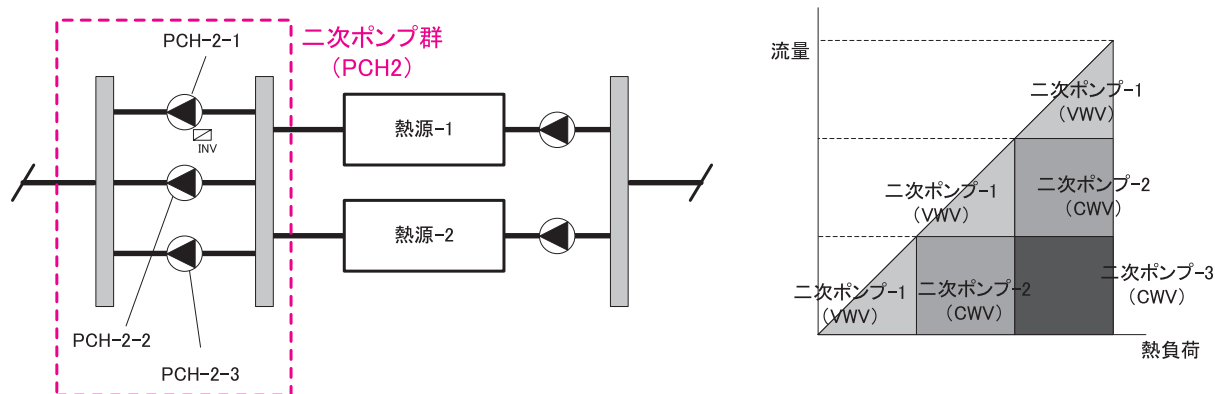 PCH-2-1
二次ポンプ群
(PCH2)
INV
熱源-1
熱源-2
PCH-2-2
PCH-2-3
流量
二次ポンプ-1
(VWV)
二次ポンプ-1
(VWV)
二次ポンプ-2
(CWV)
二次ポンプ-1
(VWV)
二次ポンプ-2
(CWV)
二次ポンプ-3
(CWV)
熱負荷